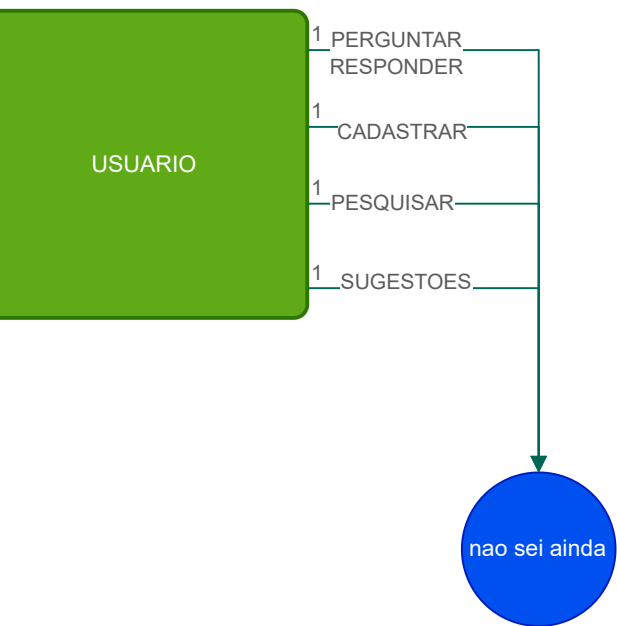 1 PERGUNTAR
RESPONDER
1
CADASTRAR
USUARIO
1
PESQUISAR
1
SUGESTOES
nao sei ainda